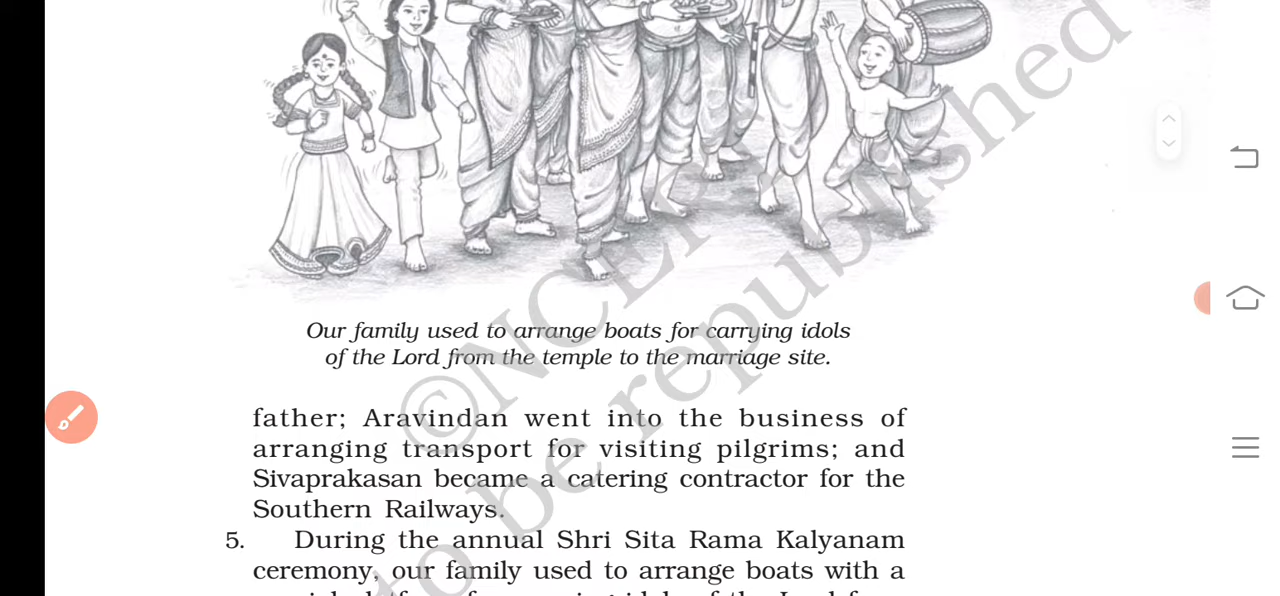 Our family used to arrange boats for carrying idols
of the Lord from the temple to the marriage site.
father; Aravindan went into the business of
arranging transport for visiting pilgrims; and
Sivaprakasan became a catering contractor for the
Southern Railways.
5. During the annual Shri Sita Rama Kalyanam
ceremony, our family used to arrange boats with a
©NCERT
to be republished